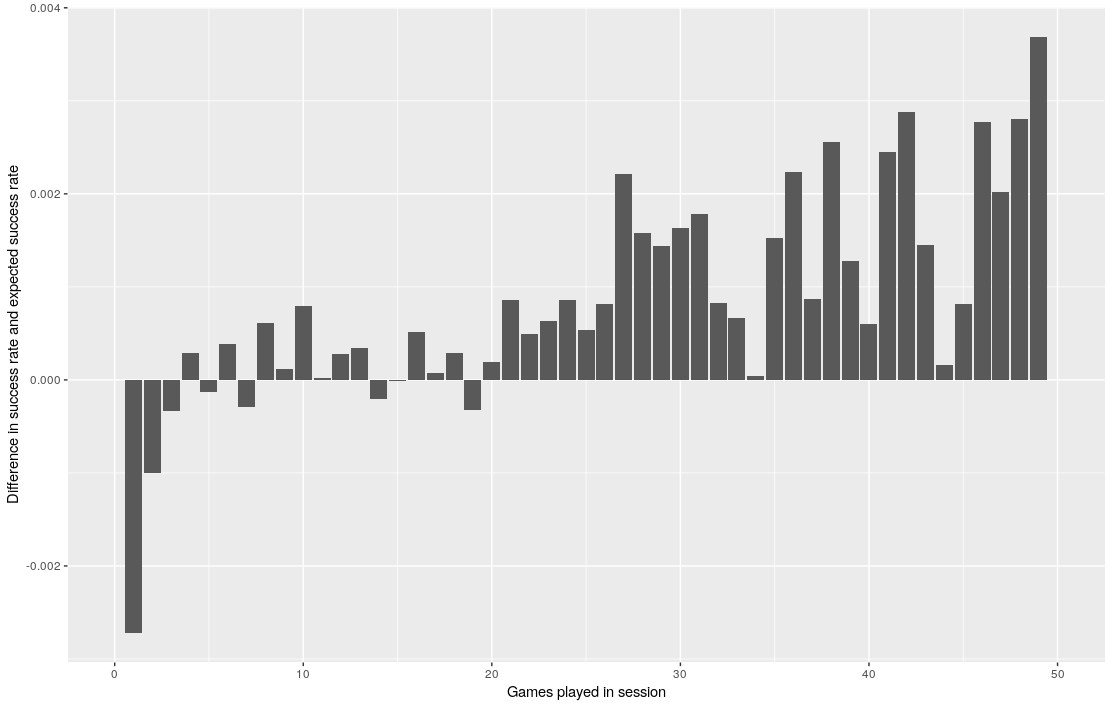 Difference in success rate and expected success rate
0.004
0.002
0.000
-0.002
0 10 20 30 40 50
Games played in session